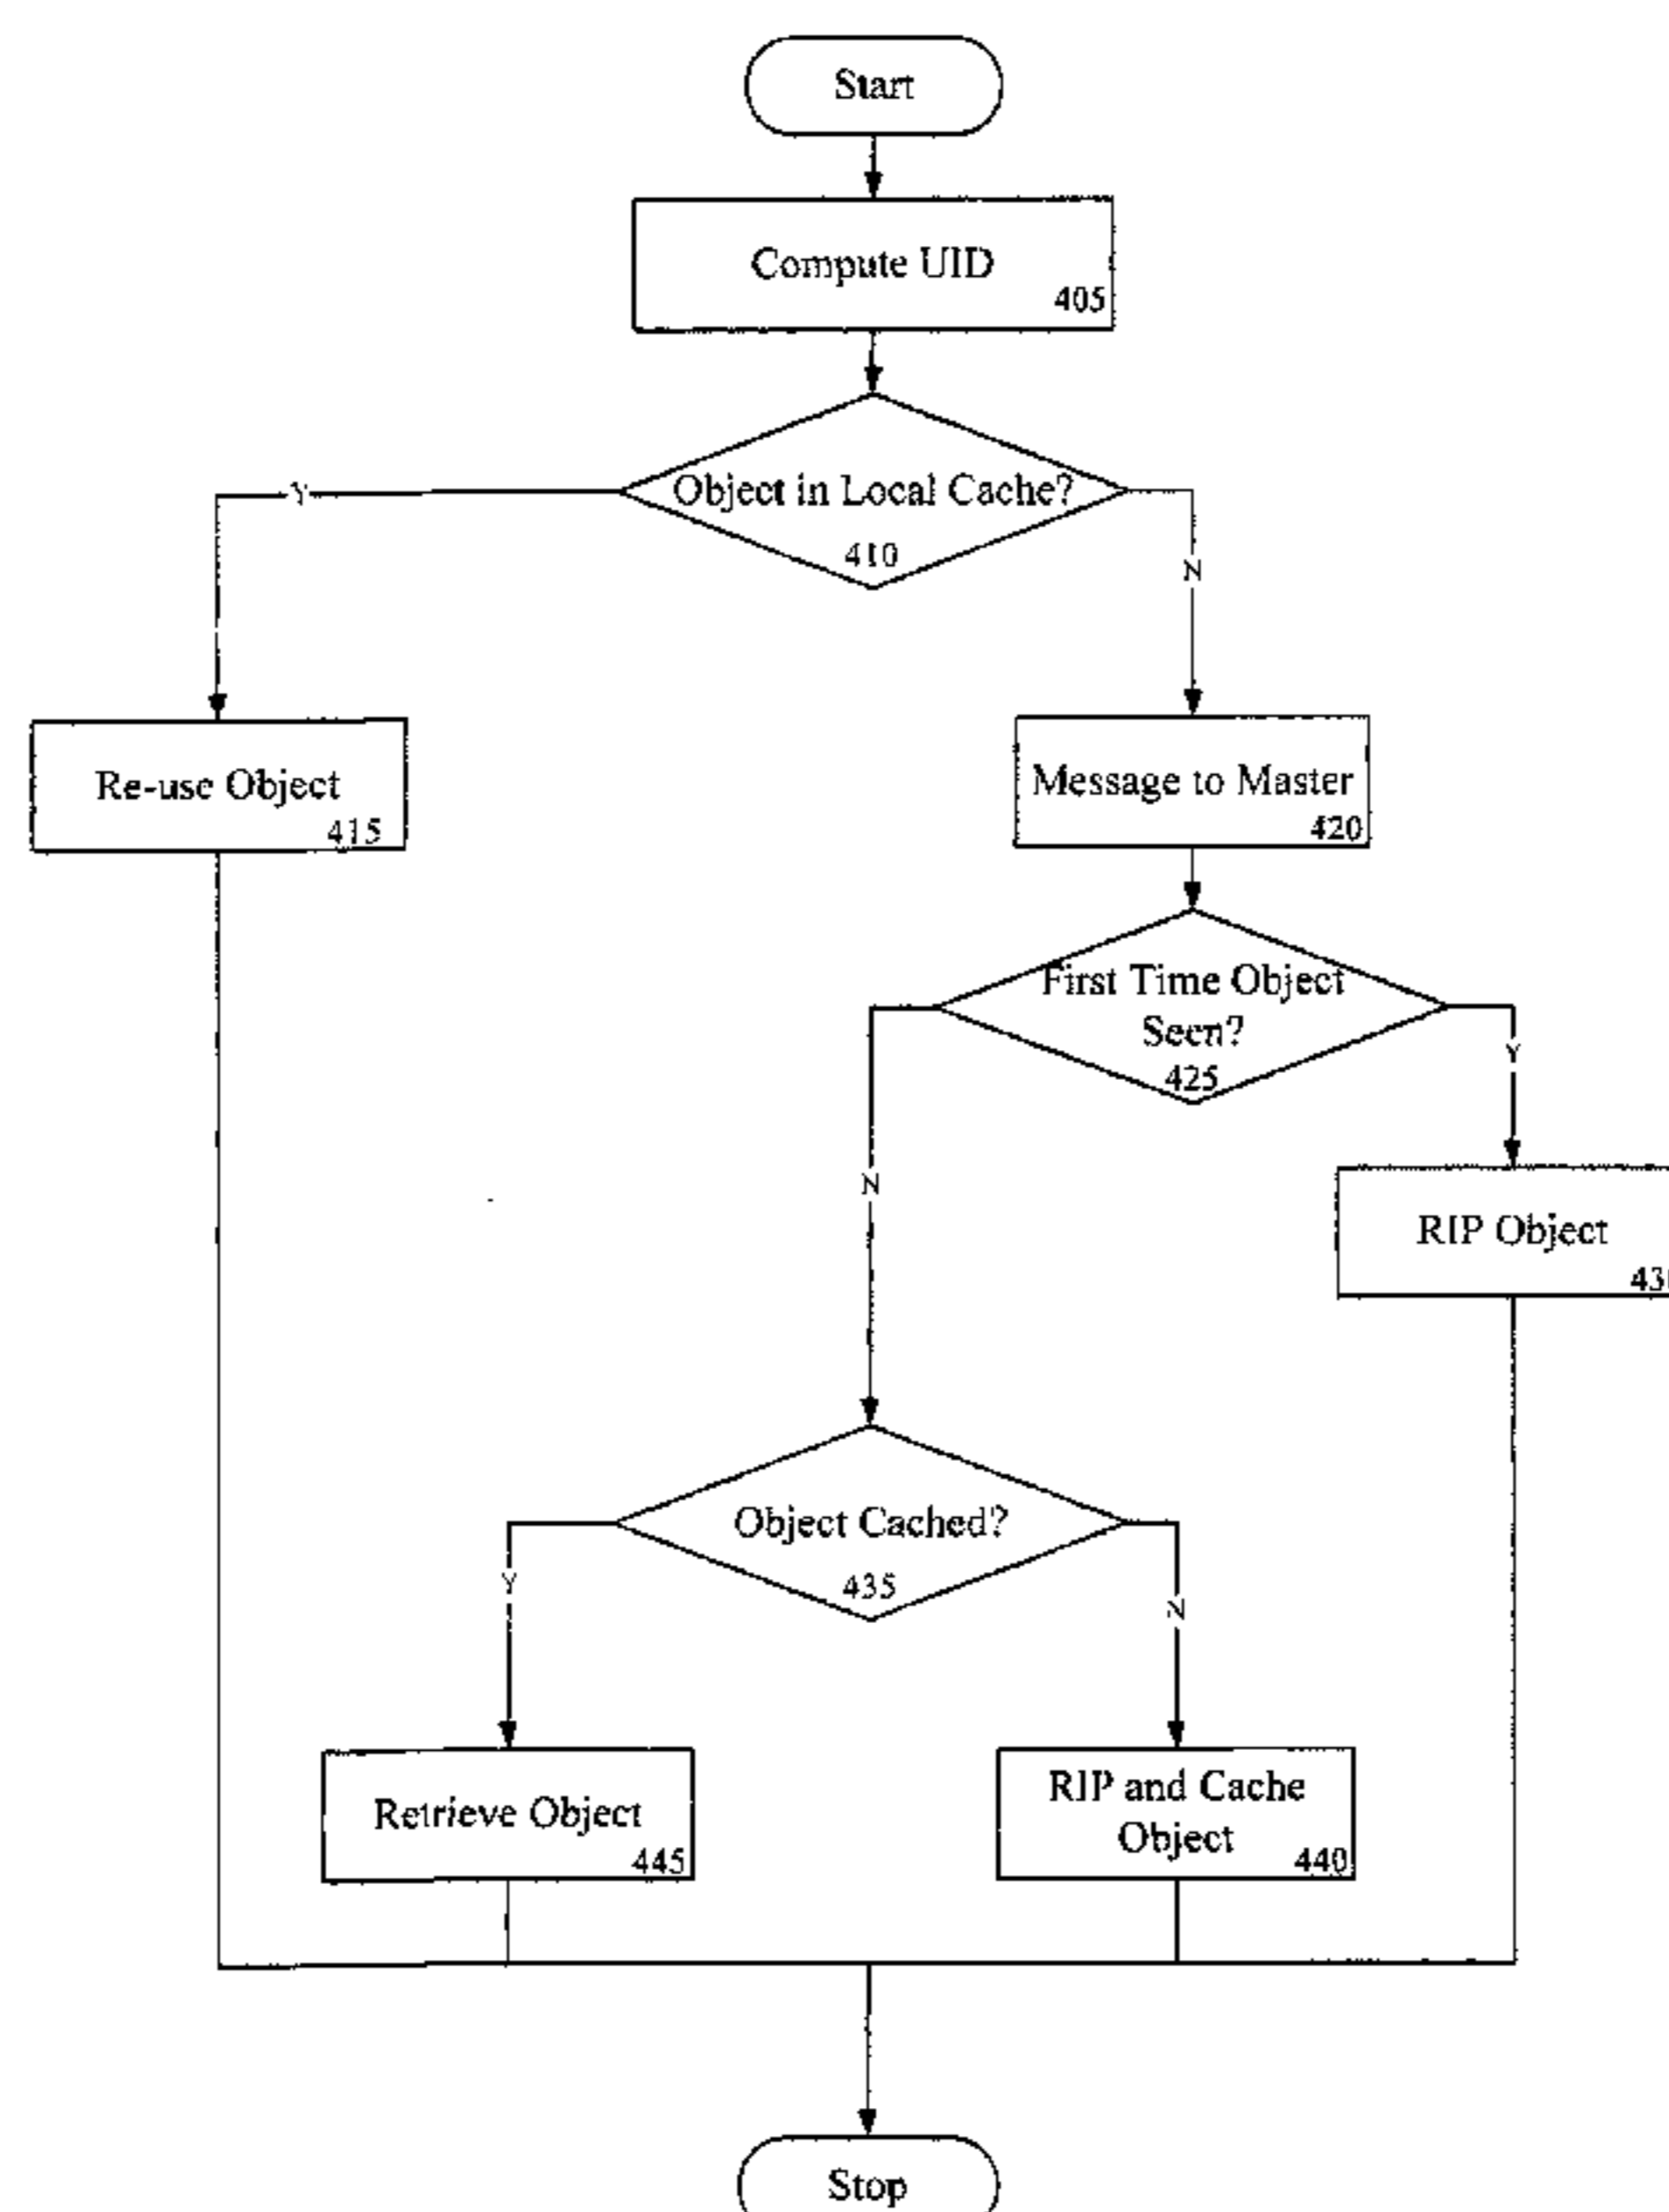 Start
Compute UID
405
Object in Local Cache?
410
Y
N
Re-use Object
415
Message to Master
420
First Time Object
Seen?
425
Y
N
RIP Object
Object Cached?
435
Y
N
Retrieve Object
445
RIP and Cache
Object
440
Stop